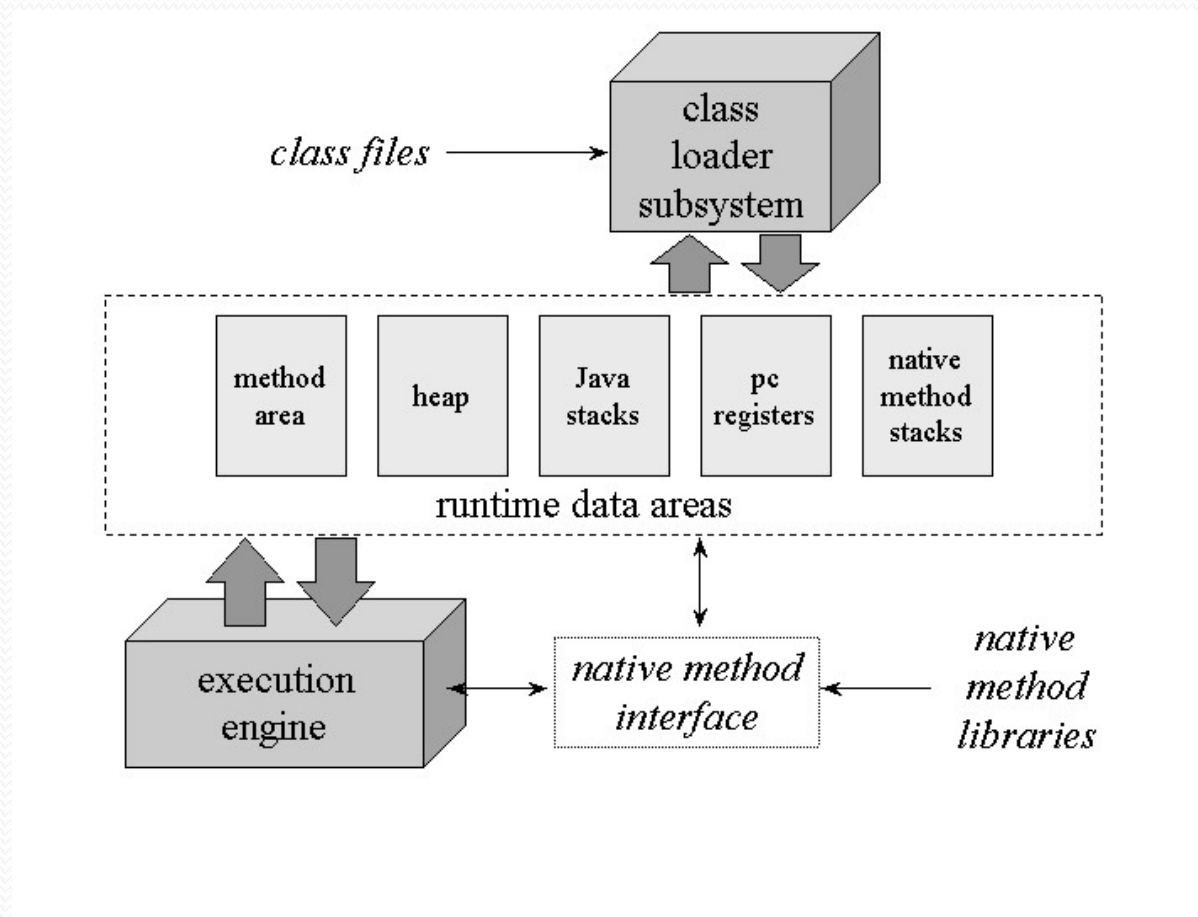 class
loader
subsystem
class files
method
area
heap
Java
stacks
pc
registers
native
method
stacks
runtime data areas
execution
engine
native method
interface
native
method
libraries